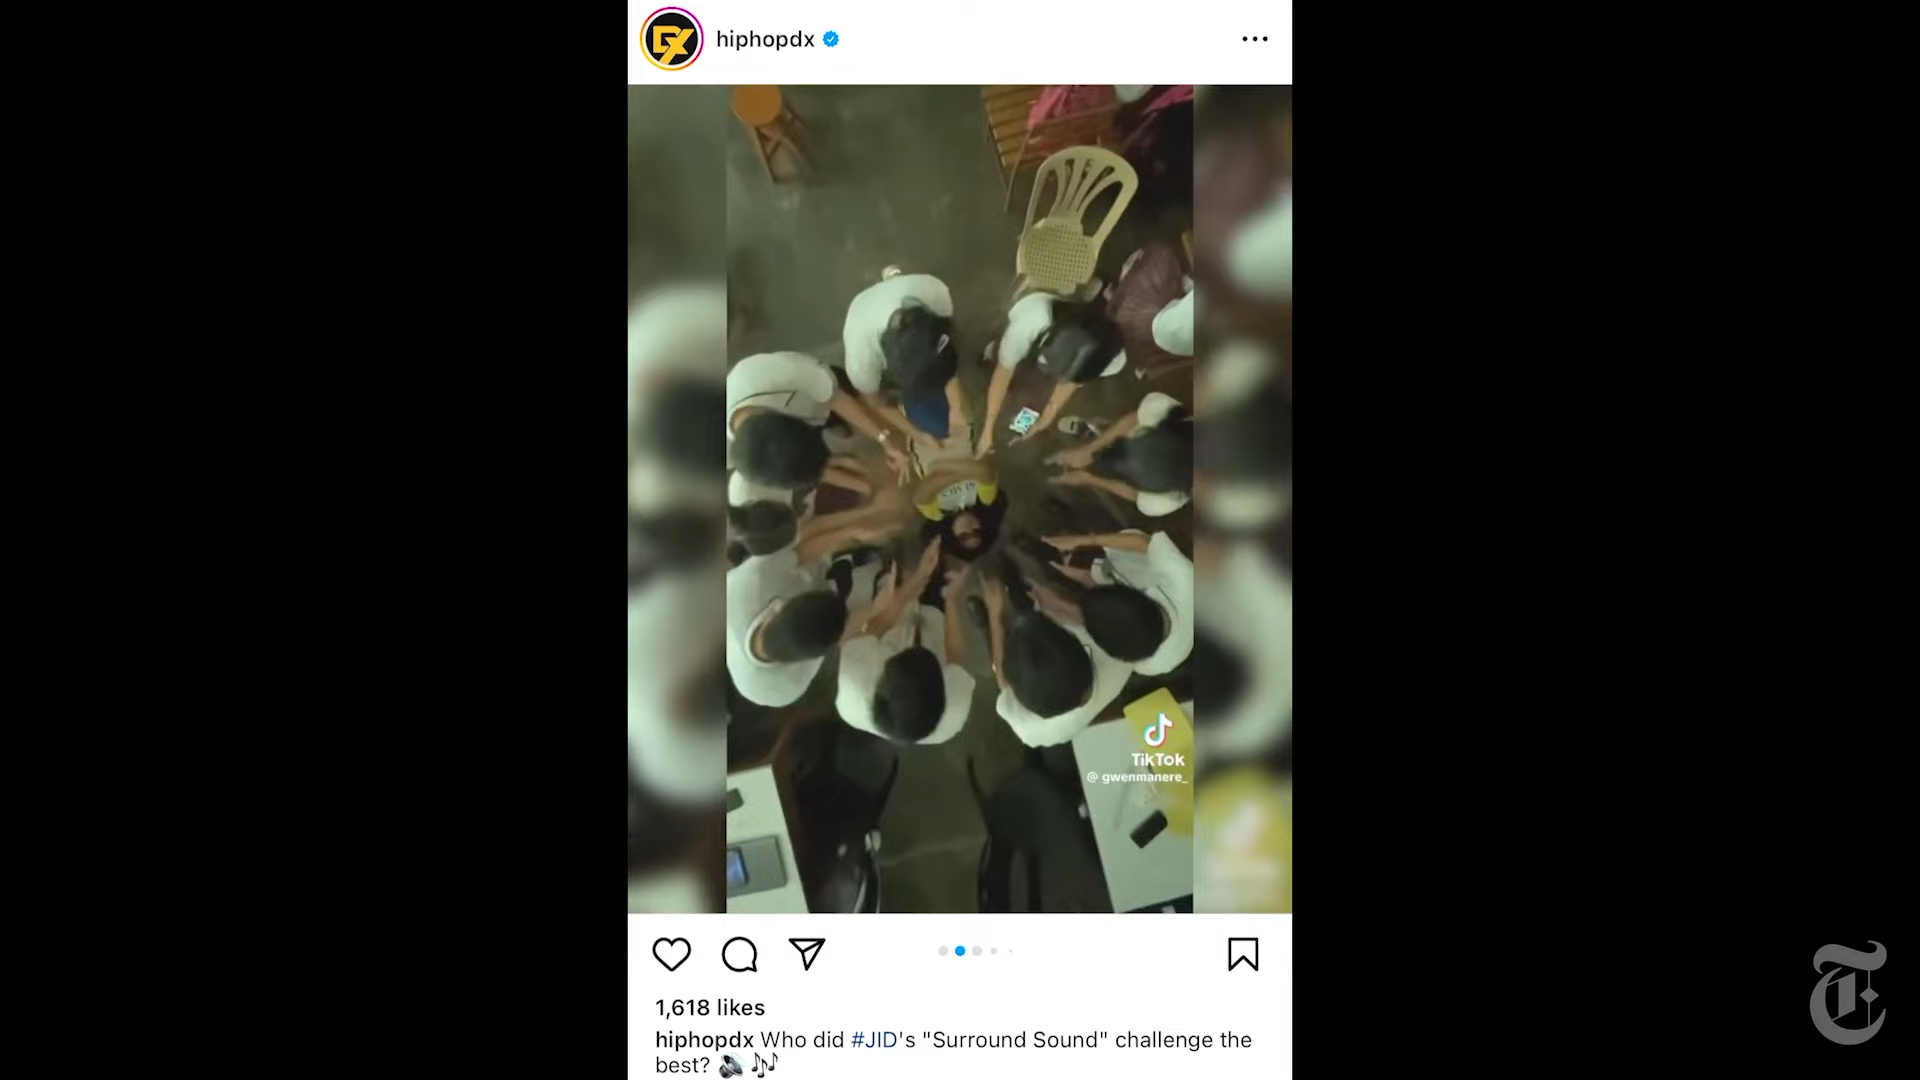 hiphopdx
TikTok
@ gwenmanere_
1,618 likes
hiphopdx Who did #JID's "Surround Sound" challenge the
best? 🔊🎶